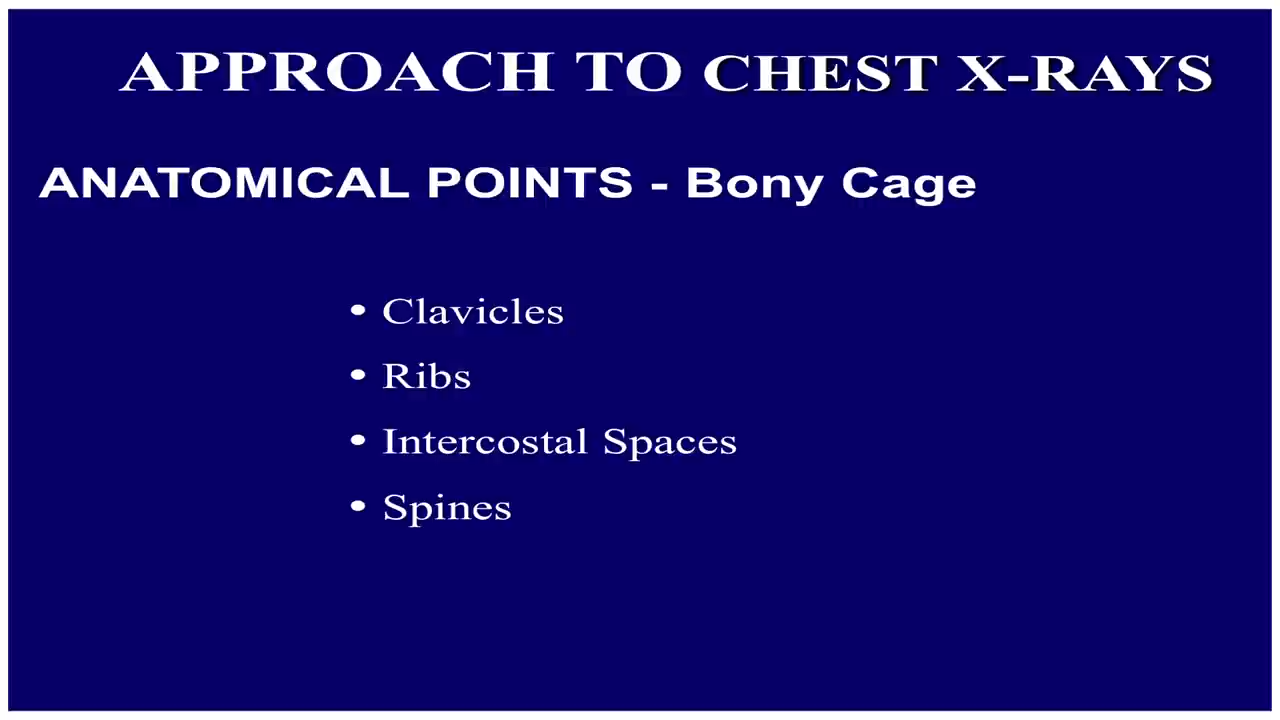 APPROACH TO CHEST X-RAYS
ANATOMICAL POINTS - Bony Cage
• Clavicles
• Ribs
• Intercostal Spaces
• Spines